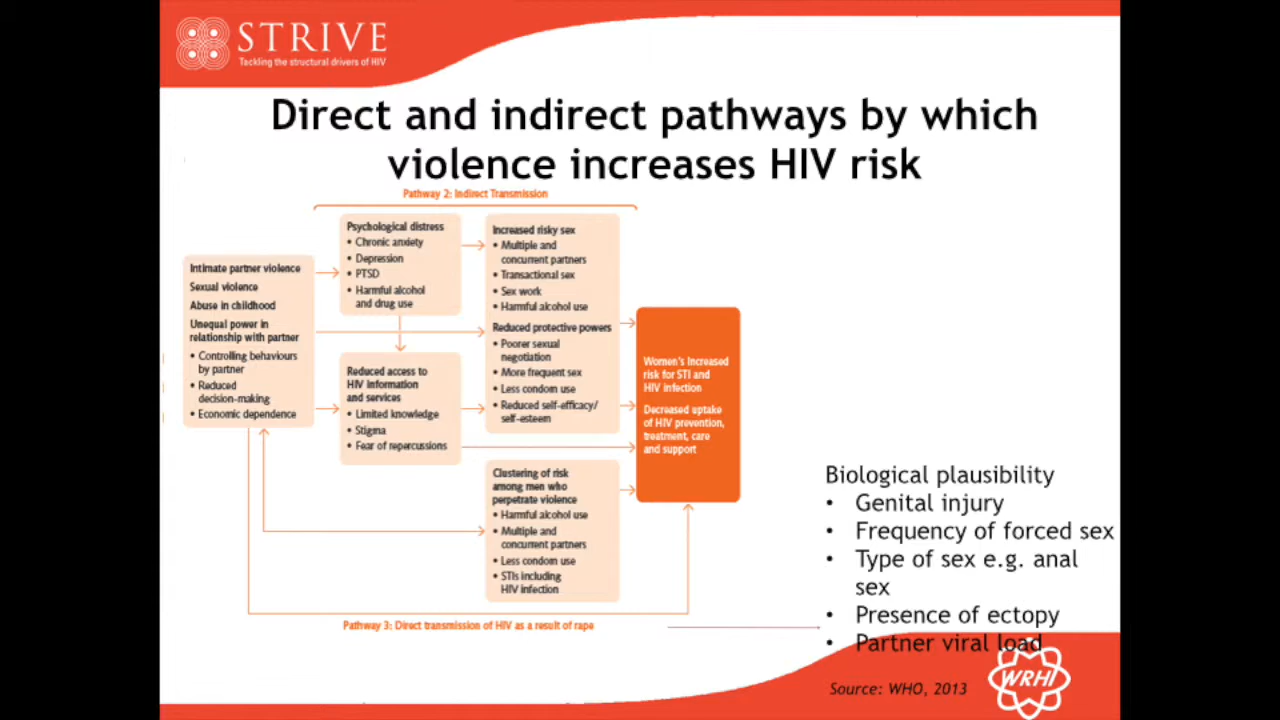 STRIVE
Tackling the structural drivers of HIV
Direct and indirect pathways by which
violence increases HIV risk
Pathway 2: Indirect Transmission
Intimate partner violence
Sexual violence
Abuse in childhood
Unequal power in
relationship with partner
• Controlling behaviours
by partner
• Reduced
decision-making
• Economic dependence
Psychological distress
• Chronic anxiety
• Depression
• PTSD
• Harmful alcohol
and drug use
Reduced access to
HIV information
and services
• Limited knowledge
• Stigma
• Fear of repercussions
Increased risky sex
• Multiple and
concurrent partners
• Transactional sex
• Sex work
• Harmful alcohol use
Reduced protective powers
• Poorer sexual
negotiation
• More frequent sex
• Less condom use
• Reduced self-efficacy/
self-esteem
Clustering of risk
among men who
perpetrate violence
• Harmful alcohol use
• Multiple and
concurrent partners
• Less condom use
• STIs including
HIV infection
Women's increased
risk for STI and
HIV infection
Decreased uptake
of HIV prevention,
treatment, care
and support
Pathway 3: Direct transmission of HIV as a result of rape
Biological plausibility
• Genital injury
• Frequency of forced sex
• Type of sex e.g. anal
sex
• Presence of ectopy
• Partner viral load
Source: WHO, 2013
WRHI